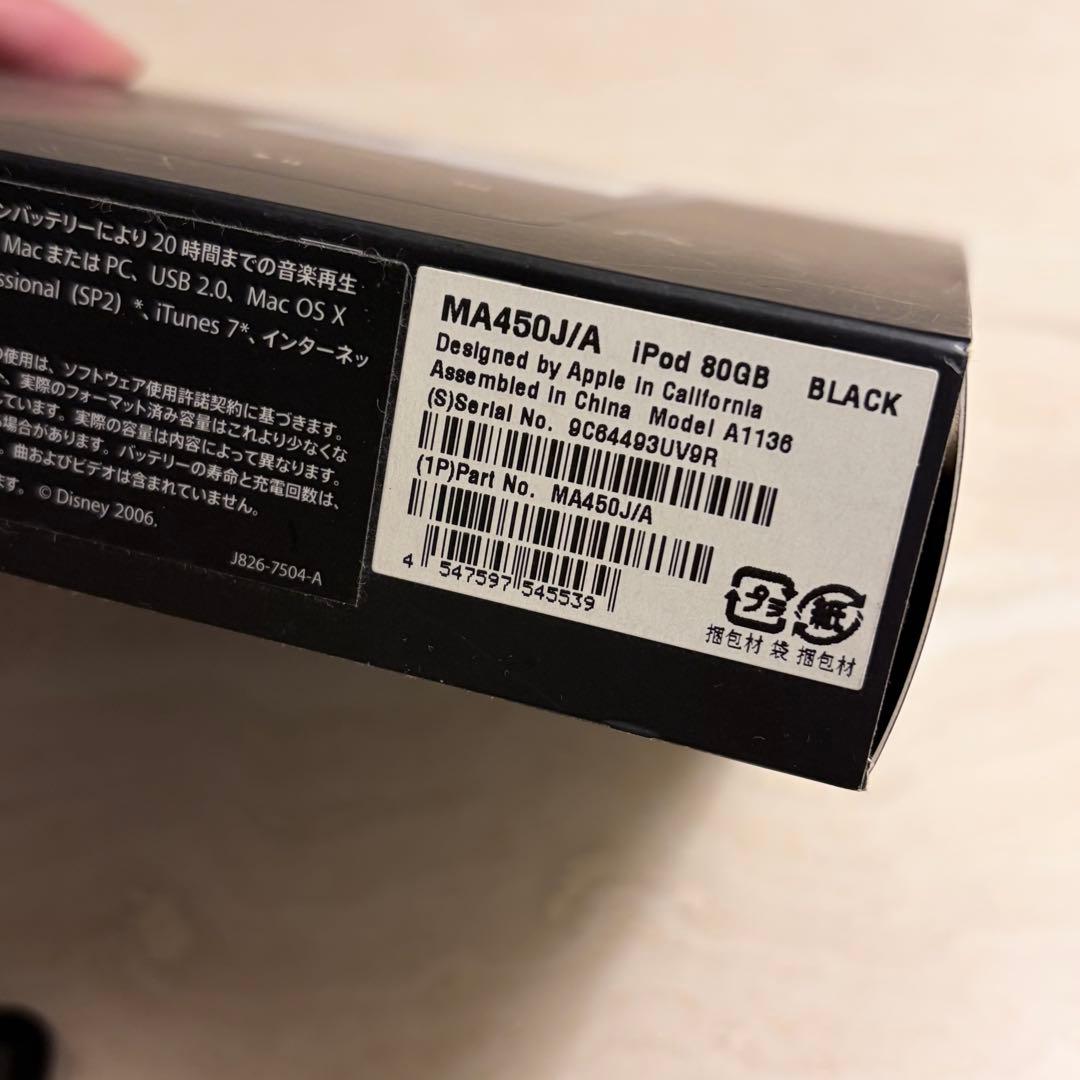 ンバッテリーにより 20 時間までの音楽再生
Mac または PC、USB 2.0、Mac OS X
ssional (SP2) *、iTunes 7*、インターネッ
の使用は、ソフトウェア使用許諾契約に基づきます。
、実際のフォーマット済み容量はこれより少なくな
しています。実際の容量は内容によって異なります。
る場合があります。バッテリーの寿命と充電回数は、
。曲およびビデオは含まれていません。
ます。© Disney 2006.
J826-7504-A
MA450J/A iPod 80GB BLACK
Designed by Apple in California
Assembled in China Model A1136
(S)Serial No. 9C64493UV9R
(1P)Part No. MA450J/A
4 547597 545539
プラ 紙
梱包材 袋 梱包材